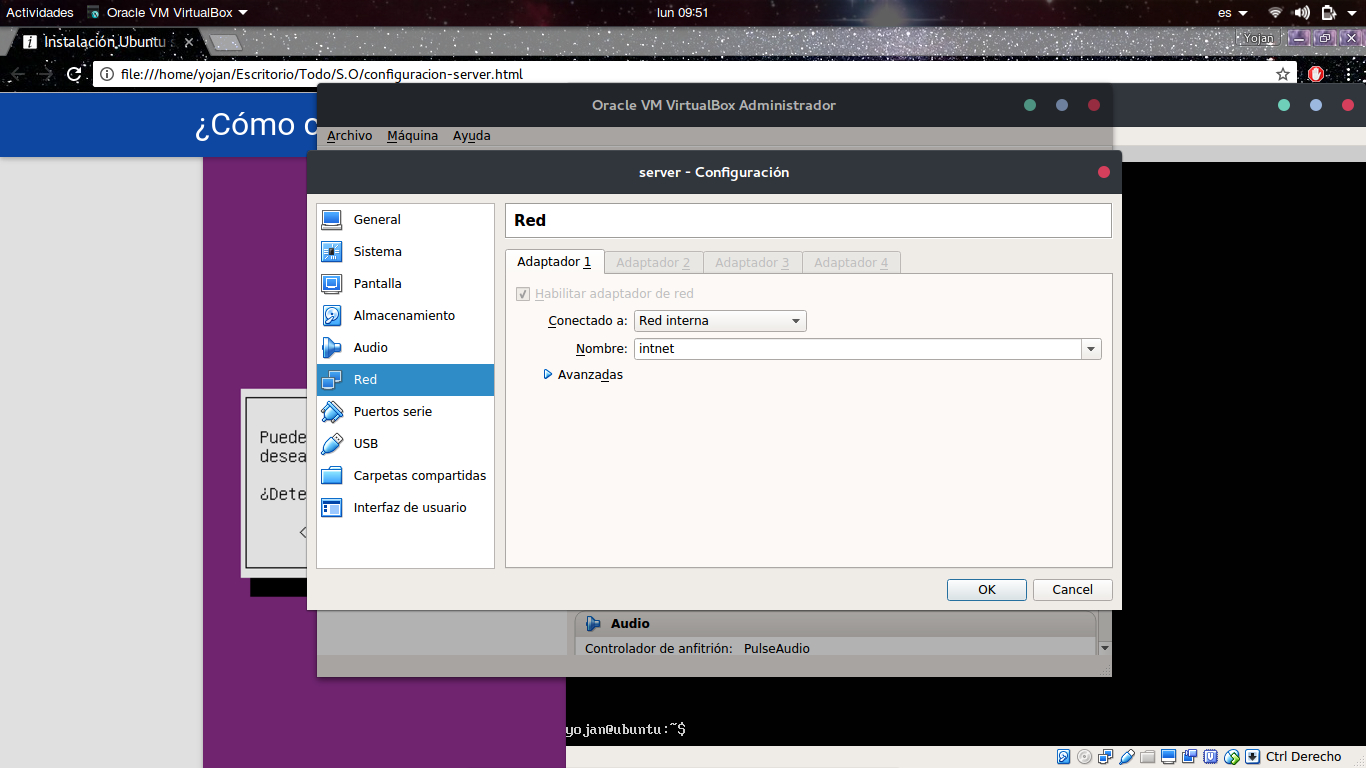 Actividades Oracle VM VirtualBox lun 09:51 es
Instalación Ubuntu Yojan
file:///home/yojan/Escritorio/Todo/S.O/configuracion-server.html
¿Cómo
Oracle VM VirtualBox Administrador
Archivo Máquina Ayuda
server - Configuración
General
Sistema
Pantalla
Almacenamiento
Audio
Red
Puertos serie
USB
Carpetas compartidas
Interfaz de usuario
Red
Adaptador 1 Adaptador 2 Adaptador 3 Adaptador 4
Habilitar adaptador de red
Conectado a: Red interna
Nombre: intnet
Avanzadas
OK Cancel
Puede
desea
¿Dete
<
Audio
Controlador de anfitrión: PulseAudio
yojan@ubuntu:~$
Ctrl Derecho